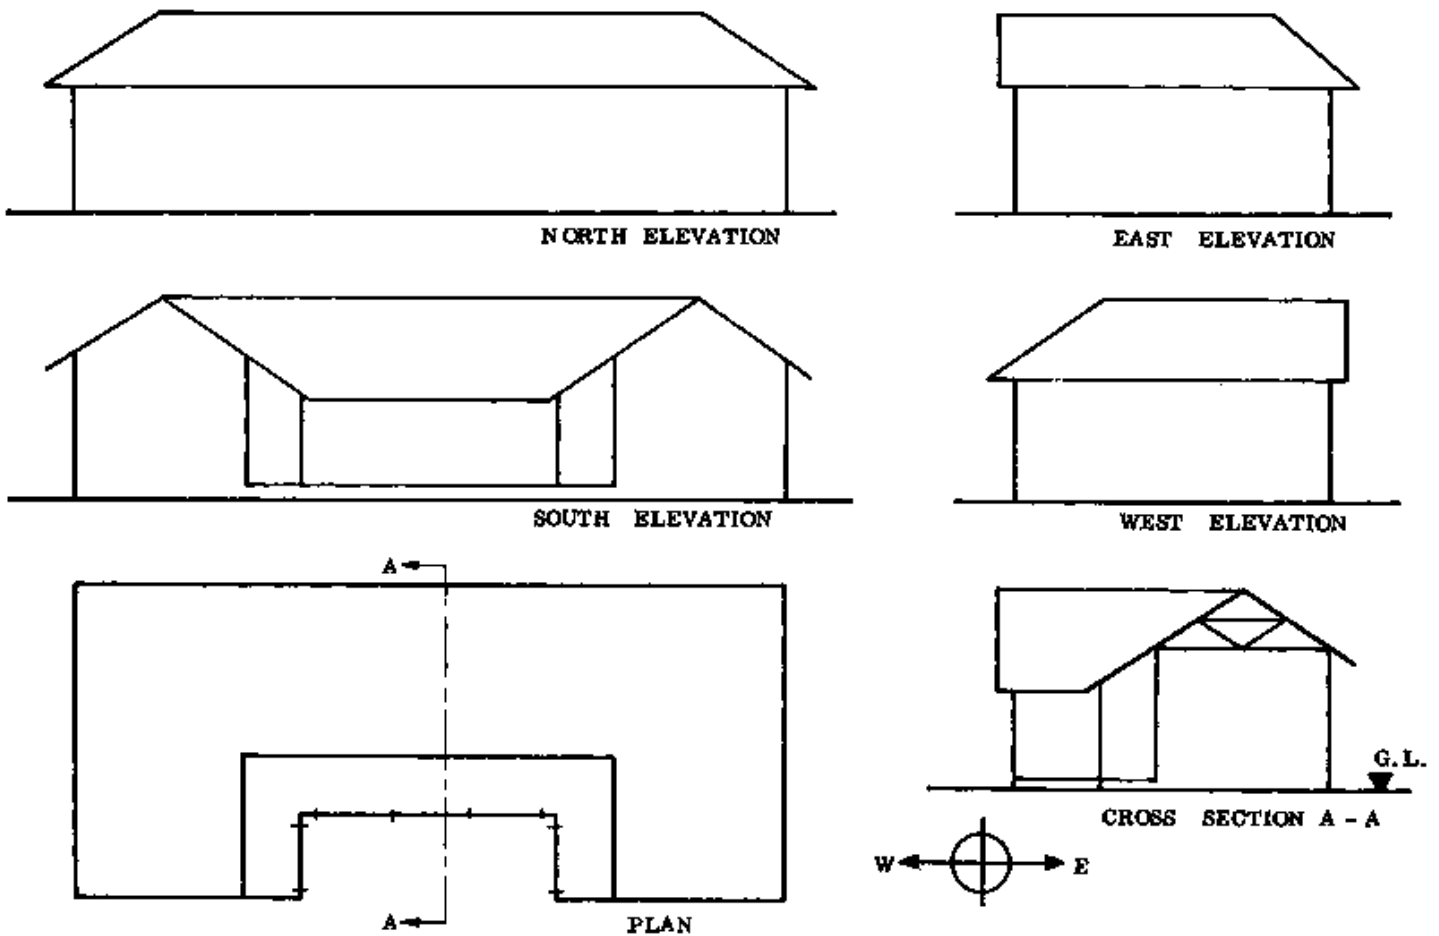 NORTH ELEVATION
EAST ELEVATION
SOUTH ELEVATION
WEST ELEVATION
A
A
PLAN
G.L.
CROSS SECTION A - A
W E